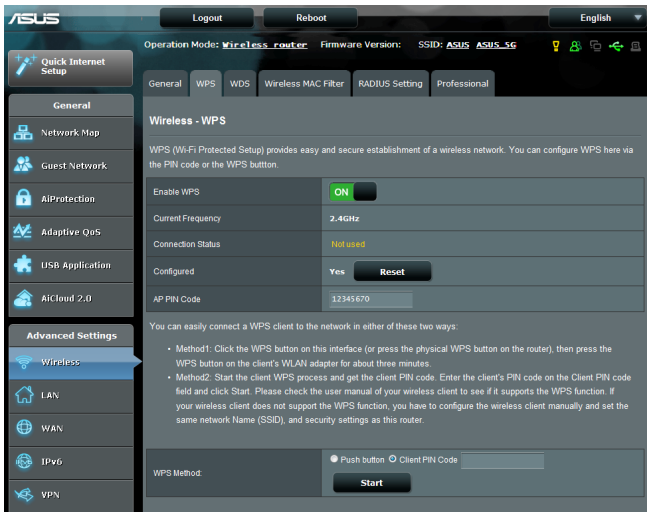 ASUS
Logout
Reboot
English
Operation Mode: Wireless router Firmware Version: SSID: ASUS ASUS_5G
Quick Internet
Setup
General
Network Map
Guest Network
AiProtection
Adaptive QoS
USB Application
AiCloud 2.0
Advanced Settings
Wireless
LAN
WAN
IPv6
VPN
General WPS WDS Wireless MAC Filter RADIUS Setting Professional
Wireless - WPS
WPS (Wi-Fi Protected Setup) provides easy and secure establishment of a wireless network. You can configure WPS here via
the PIN code or the WPS buttton.
Enable WPS ON
Current Frequency 2.4GHz
Connection Status Not used
Configured Yes Reset
AP PIN Code 12345670
You can easily connect a WPS client to the network in either of these two ways:
• Method1: Click the WPS button on this interface (or press the physical WPS button on the router), then press the
WPS button on the client's WLAN adapter for about three minutes.
• Method2: Start the client WPS process and get the client PIN code. Enter the client's PIN code on the Client PIN code
field and click Start. Please check the user manual of your wireless client to see if it supports the WPS function. If
your wireless client does not support the WPS function, you have to configure the wireless client manually and set the
same network Name (SSID), and security settings as this router.
WPS Method: Push button Client PIN Code
Start